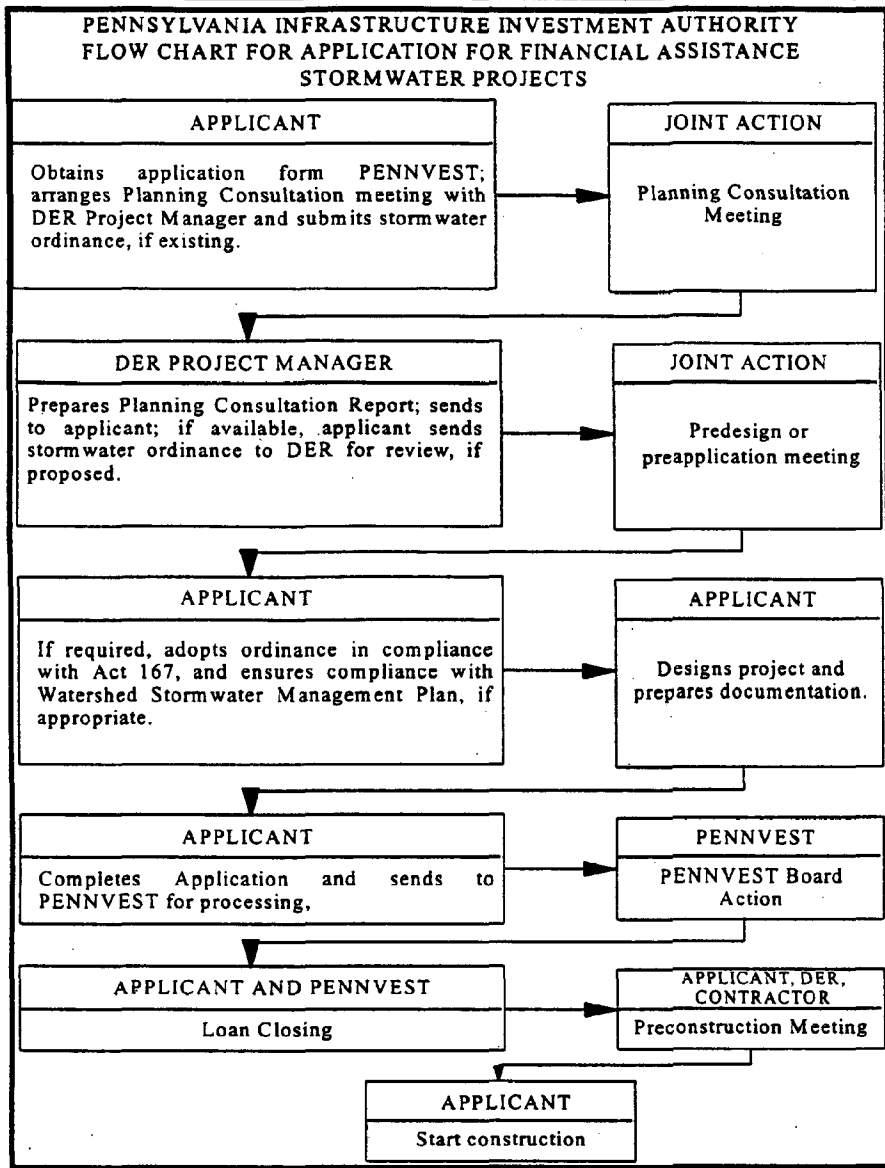 PENNSYLVANIA INFRASTRUCTURE INVESTMENT AUTHORITY
FLOW CHART FOR APPLICATION FOR FINANCIAL ASSISTANCE
STORMWATER PROJECTS
APPLICANT
Obtains application form PENNVEST;
arranges Planning Consultation meeting with
DER Project Manager and submits stormwater
ordinance, if existing.
JOINT ACTION
Planning Consultation
Meeting
DER PROJECT MANAGER
Prepares Planning Consultation Report; sends
to applicant; if available, applicant sends
stormwater ordinance to DER for review, if
proposed.
JOINT ACTION
Predesign or
preapplication meeting
APPLICANT
If required, adopts ordinance in compliance
with Act 167, and ensures compliance with
Watershed Stormwater Management Plan, if
appropriate.
APPLICANT
Designs project and
prepares documentation.
APPLICANT
Completes Application and sends to
PENNVEST for processing,
PENNVEST
PENNVEST Board
Action
APPLICANT AND PENNVEST
Loan Closing
APPLICANT, DER,
CONTRACTOR
Preconstruction Meeting
APPLICANT
Start construction